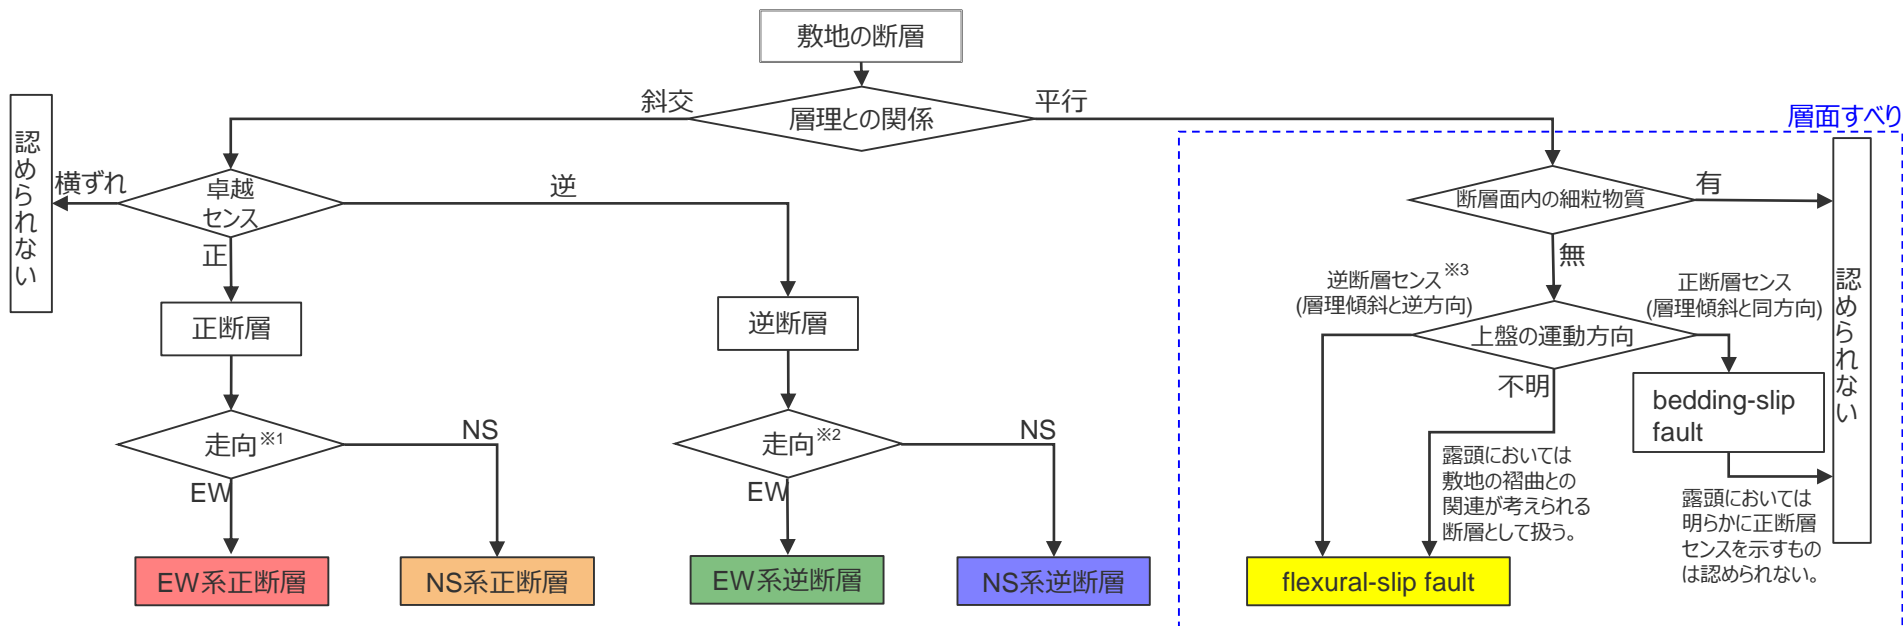 敷地の断層
層理との関係
斜交
平行
層面すべり
認められない
横ずれ
卓越
センス
逆
正
正断層
逆断層
走向※1
NS
EW
走向※2
NS
EW
EW系正断層
NS系正断層
EW系逆断層
NS系逆断層
断層面内の細粒物質
有
無
逆断層センス※3
(層理傾斜と逆方向)
正断層センス
(層理傾斜と同方向)
上盤の運動方向
不明
bedding-slip
fault
認められない
露頭においては
敷地の褶曲との
関連が考えられる
断層として扱う。
露頭においては
明らかに正断層
センスを示すもの
は認められない。
flexural-slip fault